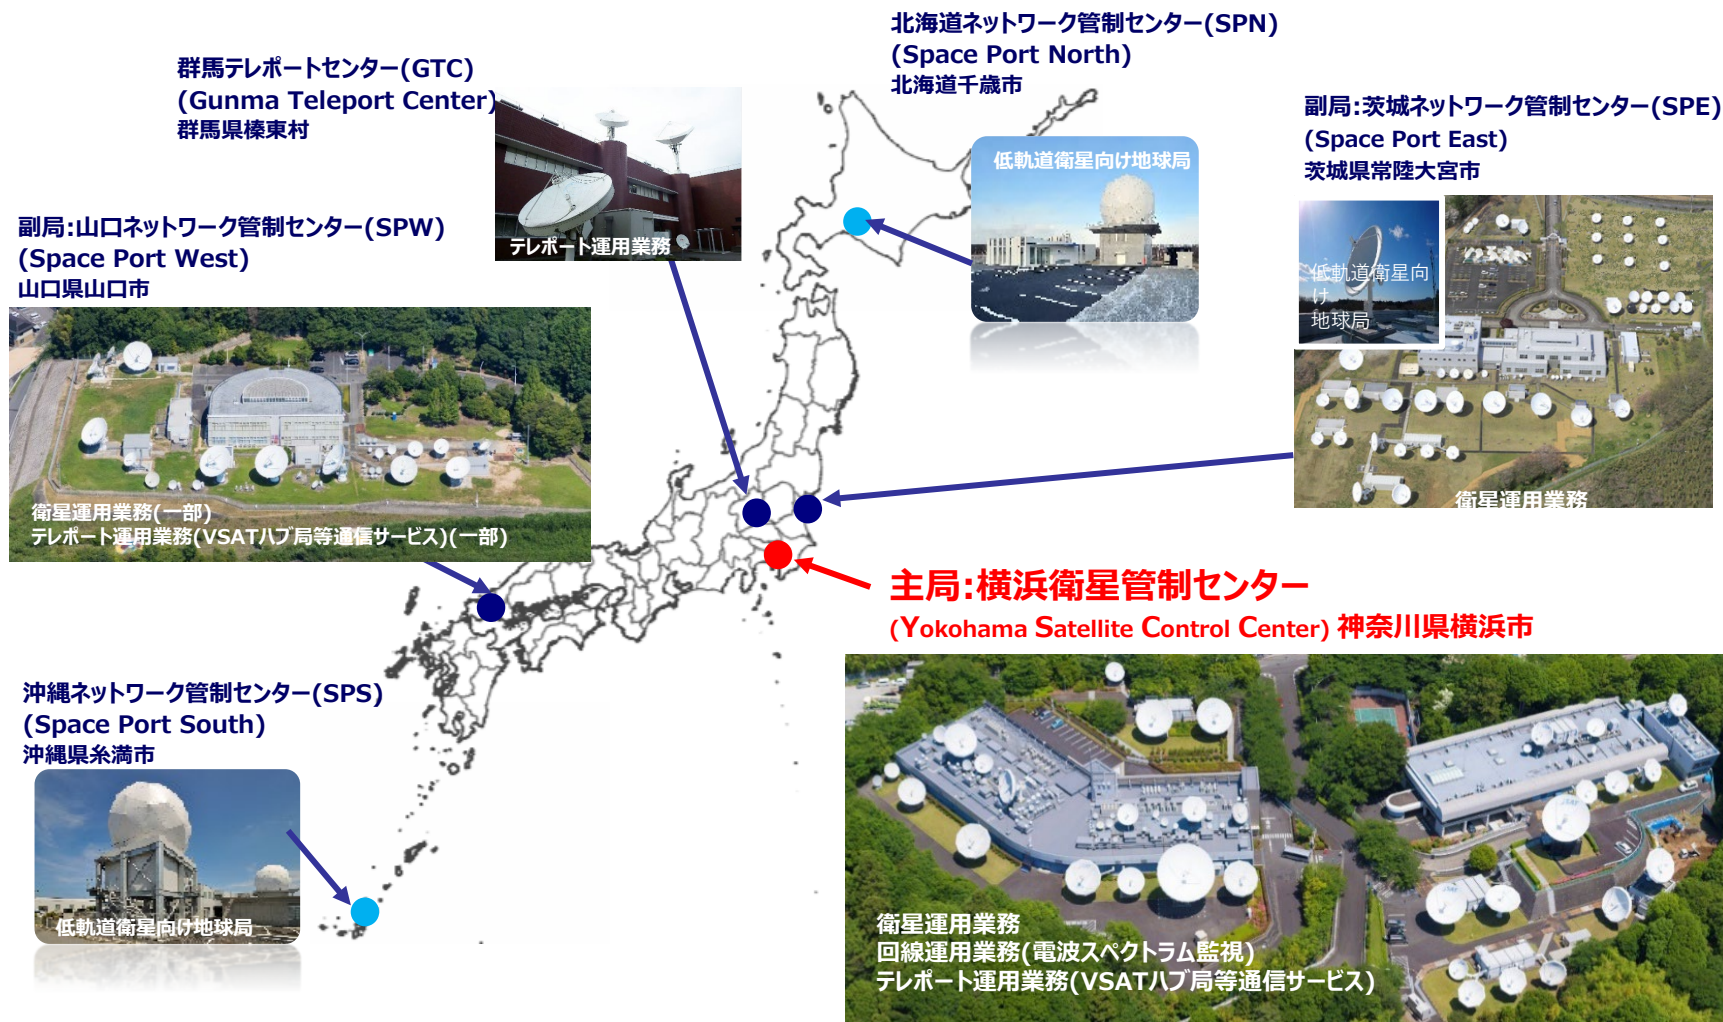 北海道ネットワーク管制センター(SPN)
(Space Port North)
北海道千歳市
群馬テレポートセンター(GTC)
(Gunma Teleport Center)
群馬県榛東村
テレポート運用業務
低軌道衛星向け地球局
副局:茨城ネットワーク管制センター(SPE)
(Space Port East)
茨城県常陸大宮市
低軌道衛星向
け
地球局
衛星運用業務
副局:山口ネットワーク管制センター(SPW)
(Space Port West)
山口県山口市
衛星運用業務(一部)
テレポート運用業務(VSATハブ局等通信サービス)(一部)
主局:横浜衛星管制センター
(Yokohama Satellite Control Center) 神奈川県横浜市
衛星運用業務
回線運用業務(電波スペクトラム監視)
テレポート運用業務(VSATハブ局等通信サービス)
沖縄ネットワーク管制センター(SPS)
(Space Port South)
沖縄県糸満市
低軌道衛星向け地球局